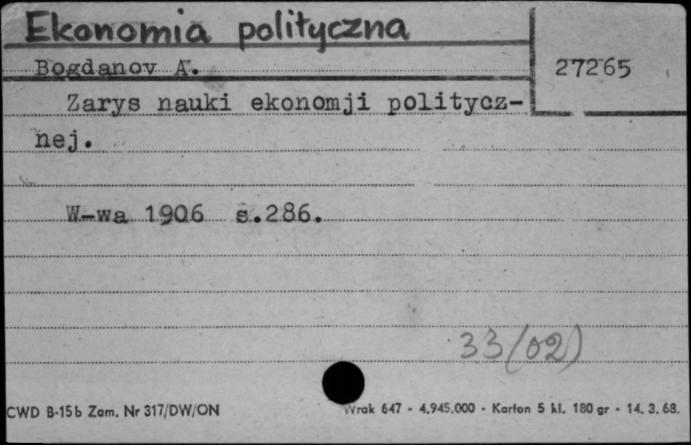 Ekonomia polityczna
Bogdanov A.
27265
Zarys nauki ekonomji politycz-
nej.
W-wa 1906 s.286.
33/02)
CWD B-15b Zam. Nr 317/DW/ON
Wrak 647 - 4.945.000 - Karton 5 kl. 180 gr - 14. 3. 68.